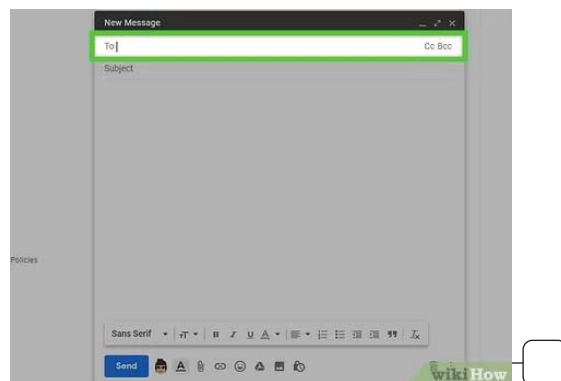 New Message
To
Cc Bcc
Subject
Policies
Sans Serif
Send
wikiHow